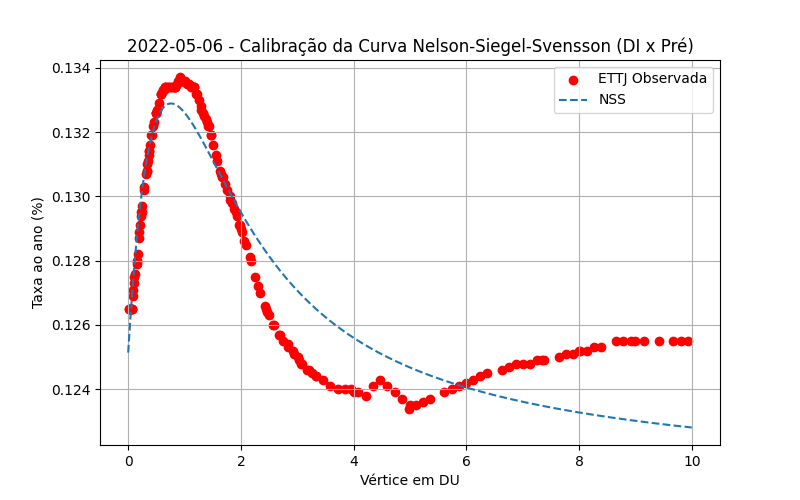 2022-05-06 - Calibração da Curva Nelson-Siegel-Svensson (DI x Pré)
ETTJ Observada
NSS
Taxa ao ano (%)
0.134
0.132
0.130
0.128
0.126
0.124
0 2 4 6 8 10
Vértice em DU